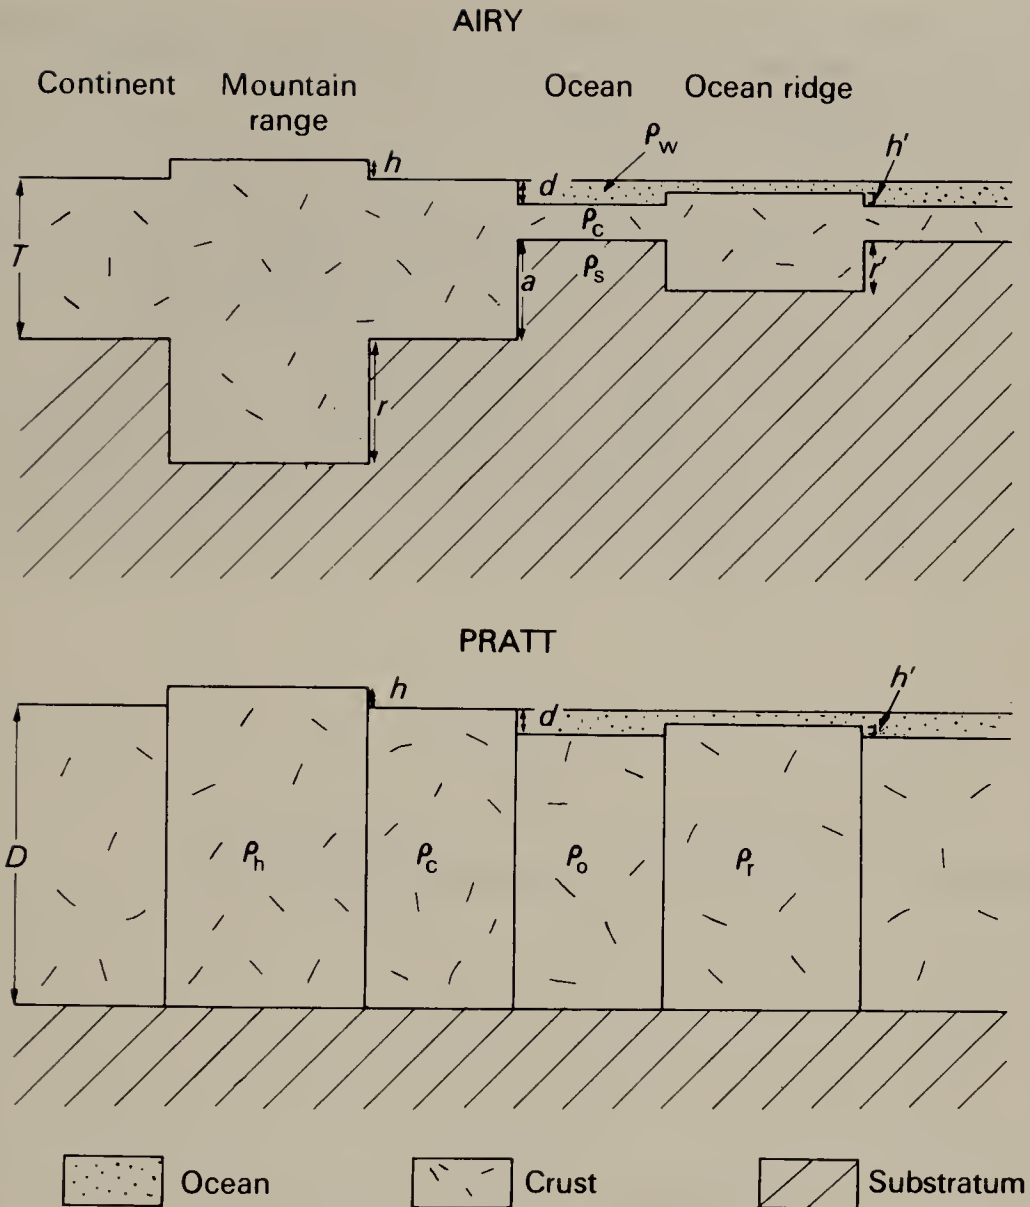 AIRY
Continent Mountain range Ocean Ocean ridge
h ρw d h'
T ρc
a ρs r'
r
PRATT
h d h'
D ρh ρc ρo ρr
Ocean Crust Substratum